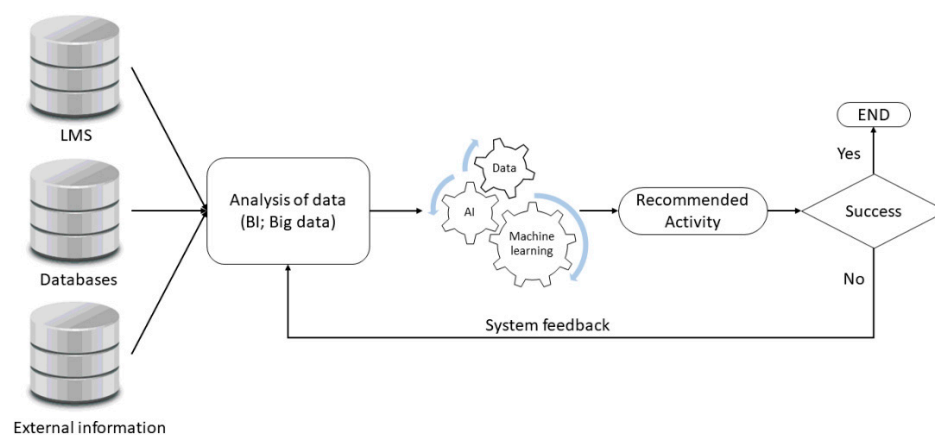 LMS
Databases
External information
Analysis of data
(BI; Big data)
Data
AI
Machine
learning
Recommended
Activity
Success
Yes
END
No
System feedback